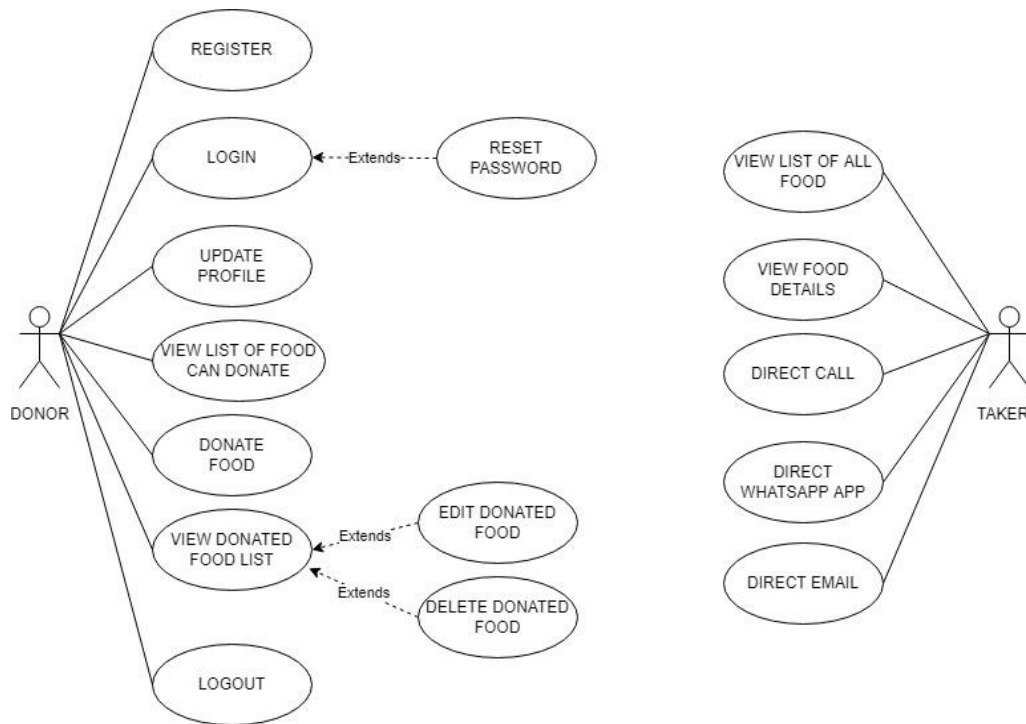 REGISTER
LOGIN
Extends
RESET
PASSWORD
VIEW LIST OF ALL
FOOD
UPDATE
PROFILE
VIEW FOOD
DETAILS
DONOR
VIEW LIST OF FOOD
CAN DONATE
DIRECT CALL
TAKER
DONATE
FOOD
DIRECT
WHATSAPP APP
VIEW DONATED
FOOD LIST
Extends
EDIT DONATED
FOOD
Extends
DELETE DONATED
FOOD
DIRECT EMAIL
LOGOUT